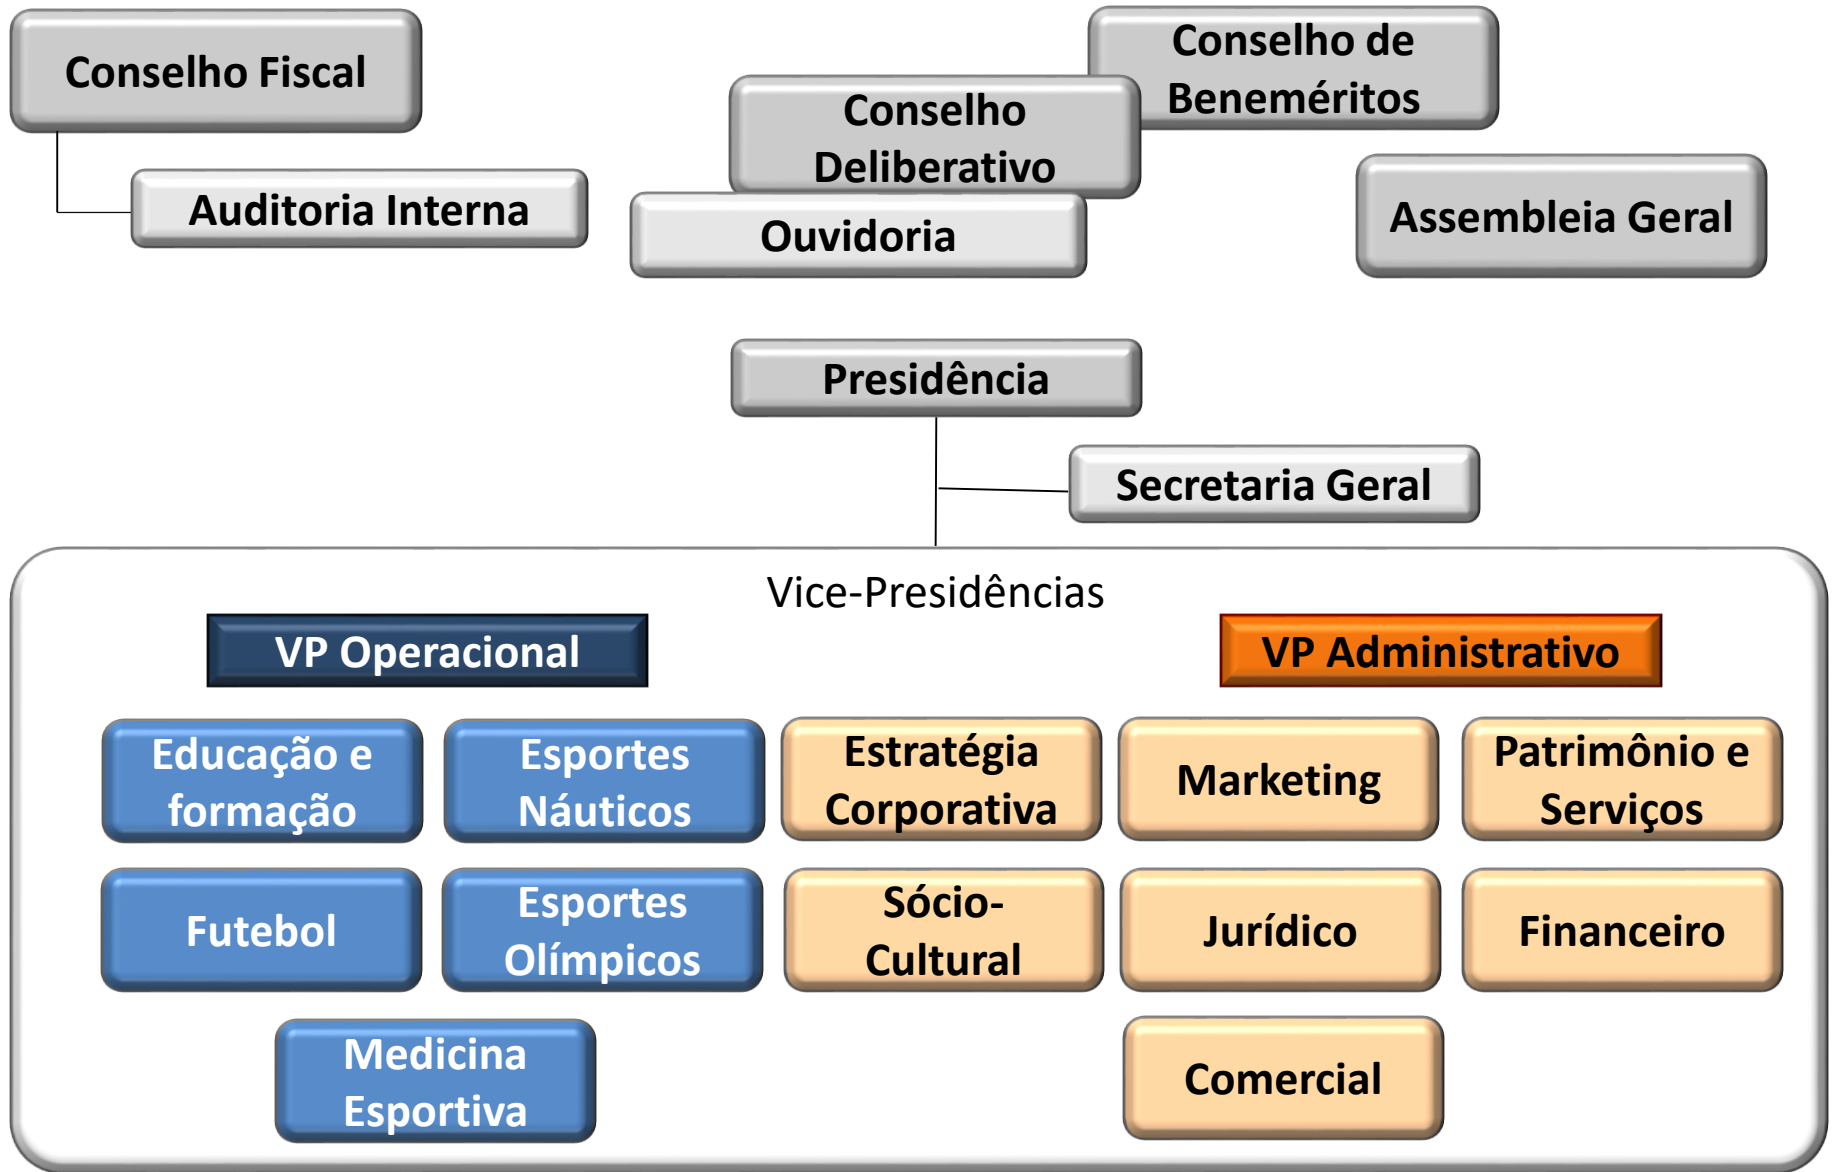 Conselho Fiscal
Auditoria Interna
Conselho de
Beneméritos
Conselho
Deliberativo
Ouvidoria
Assembleia Geral
Presidência
Secretaria Geral
Vice-Presidências
VP Operacional
VP Administrativo
Educação e
formação
Esportes
Náuticos
Estratégia
Corporativa
Marketing
Patrimônio e
Serviços
Futebol
Esportes
Olímpicos
Sócio-
Cultural
Jurídico
Financeiro
Medicina
Esportiva
Comercial